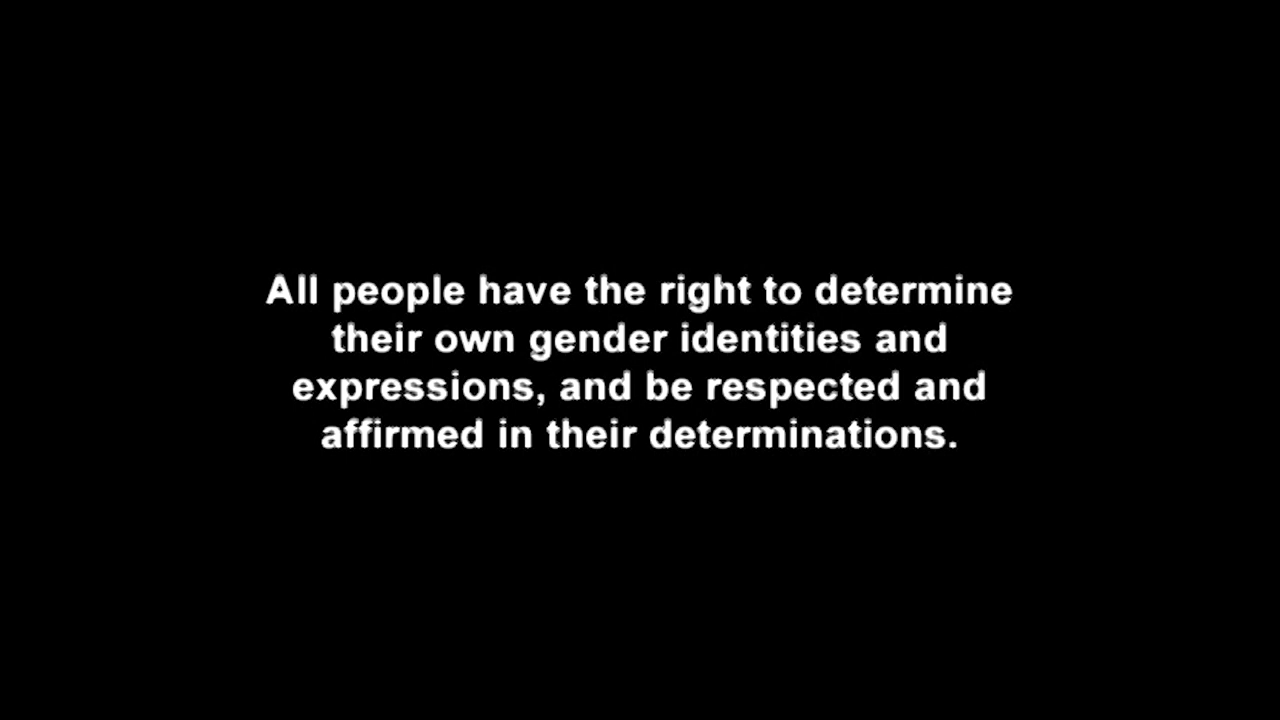 All people have the right to determine
their own gender identities and
expressions, and be respected and
affirmed in their determinations.